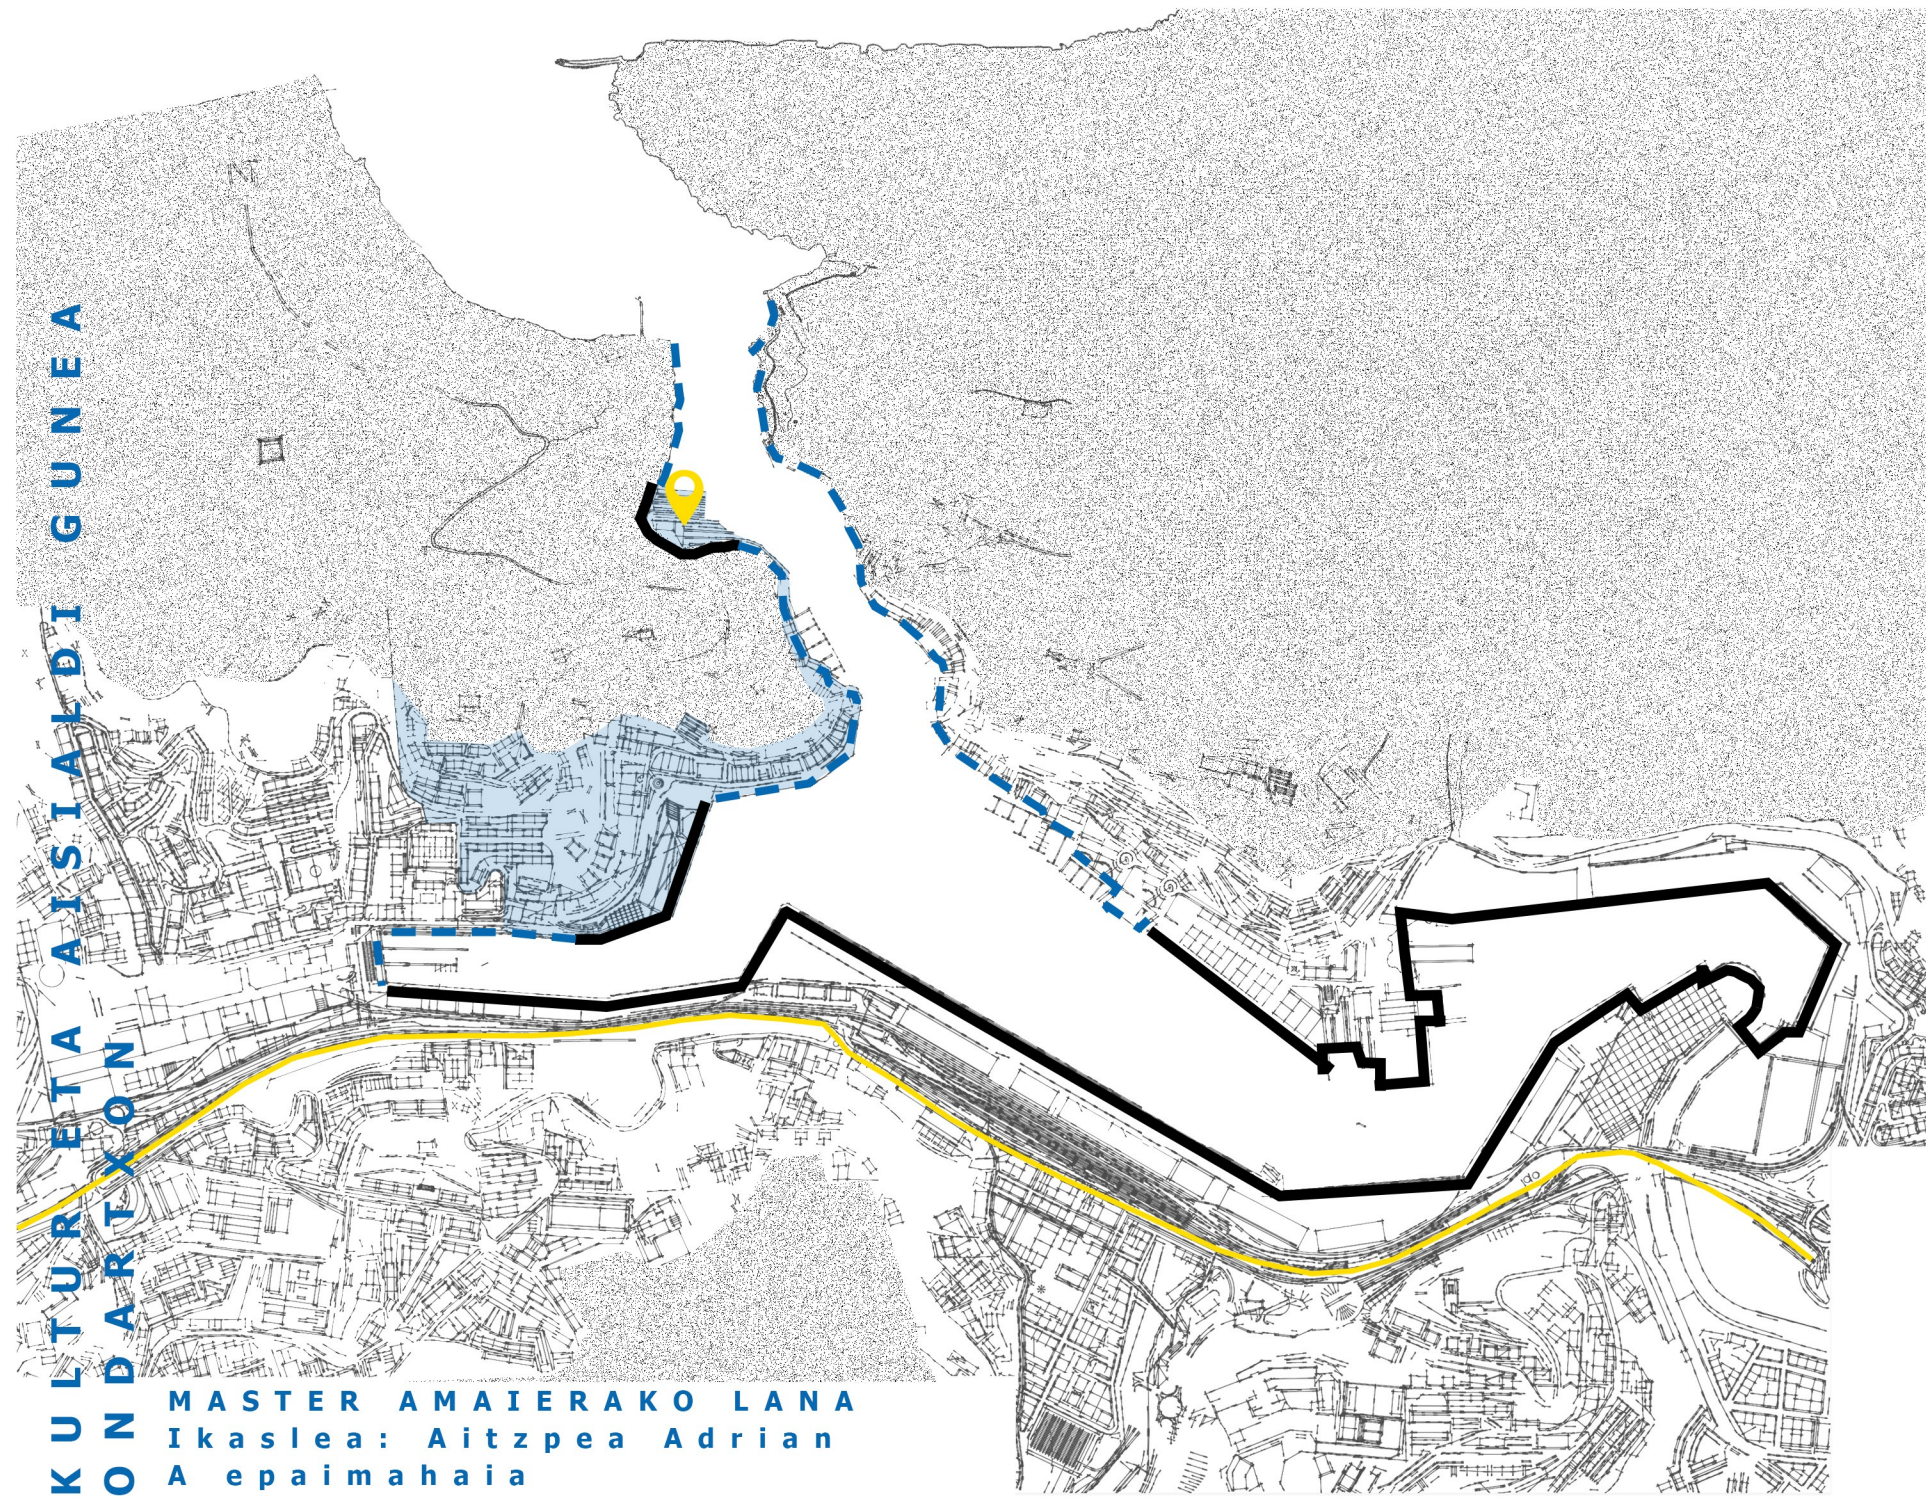 KULTUR ETA AISIALDI GUNEA
ONDARTXON
MASTER AMAIERAKO LANA
Ikaslea: Aitzpea Adrian
A epaimahaia